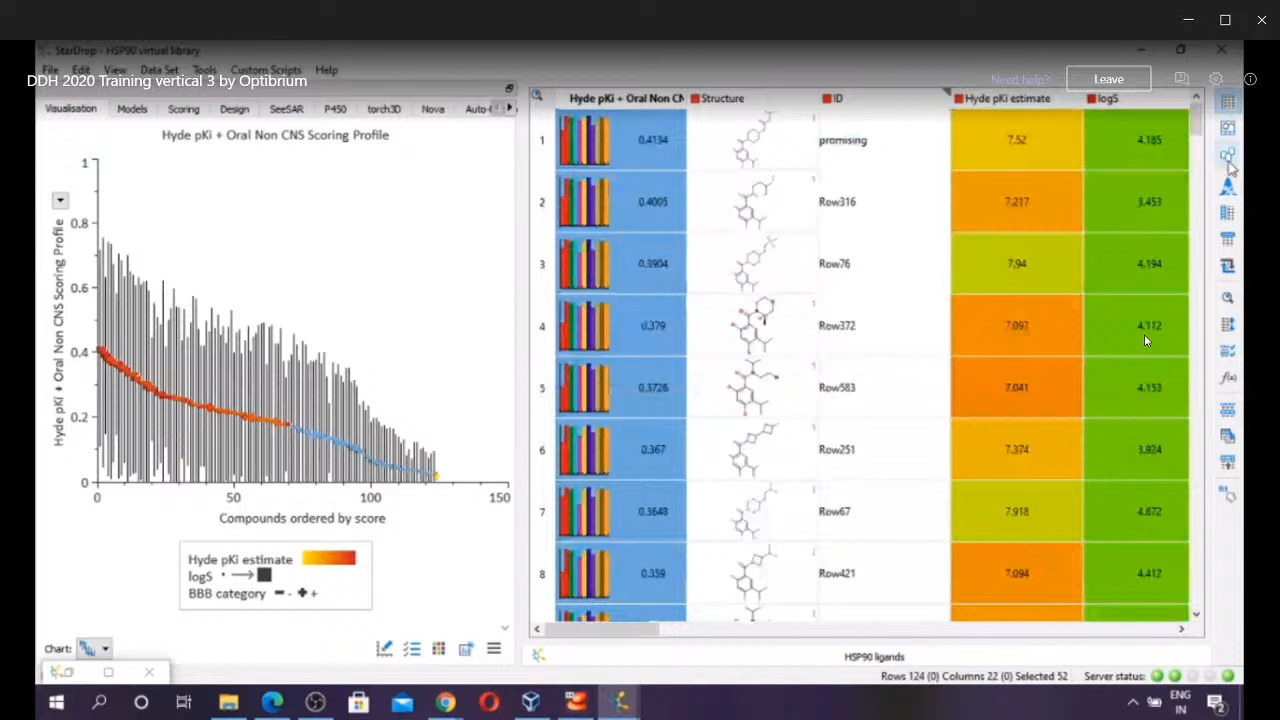 StarDrop - HSP90 virtual library
File Edit View Data Set Tools Custom Scripts Help
DDH 2020 Training vertical 3 by Optibrium
Need help?
Leave
Visualisation Models Scoring Design SeeSAR P450 torch3D Nova Auto-
Hyde pKi + Oral Non CNS Scoring Profile
Hyde pKi + Oral Non CNS Scoring Profile
1
0.8
0.6
0.4
0.2
0
0 50 100 150
Compounds ordered by score
Hyde pKi estimate
logS
BBB category - +
Chart:
Hyde pKi + Oral Non CN Structure ID Hyde pKi estimate logS
1 0.4134 promising 7.52 4.185
2 0.4005 Row316 7.217 3.453
3 0.3904 Row76 7.94 4.194
4 0.379 Row372 7.097 4.112
5 0.3726 Row583 7.041 4.153
6 0.367 Row251 7.374 3.924
7 0.3648 Row67 7.918 4.672
8 0.359 Row421 7.094 4.412
HSP90 ligands
Rows 124 (0) Columns 22 (0) Selected 52 Server status:
f(x)
ENG
IN
2